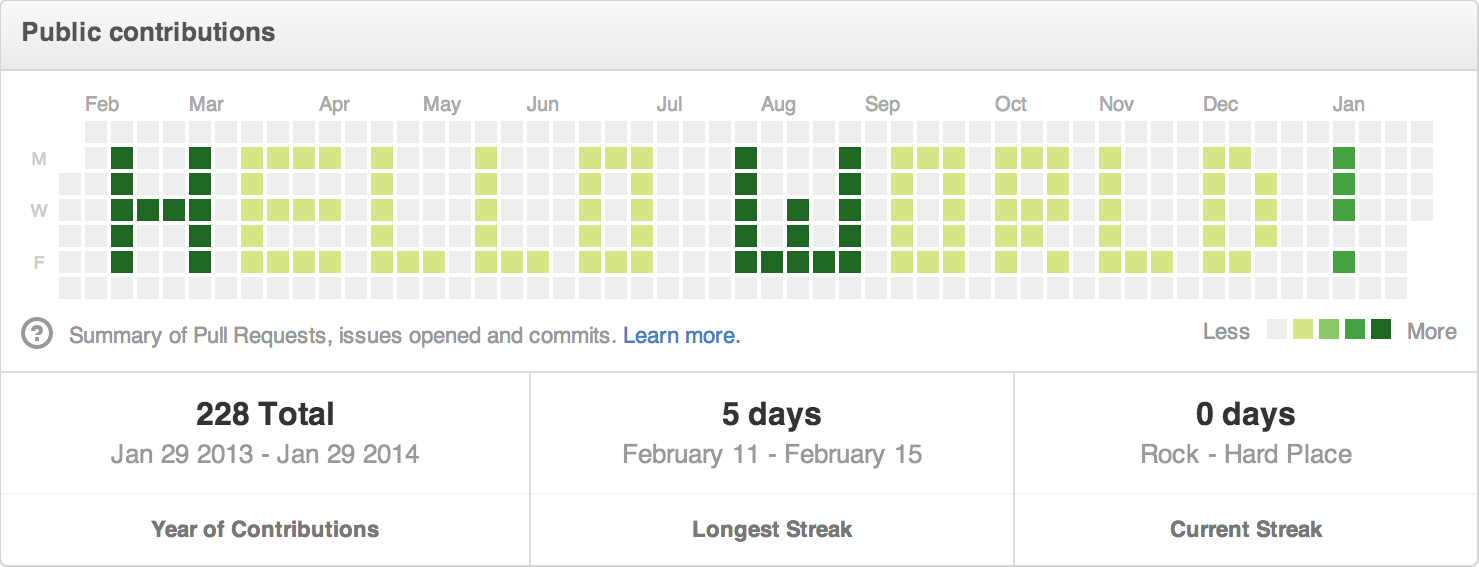 Public contributions
Feb Mar Apr May Jun Jul Aug Sep Oct Nov Dec Jan
M
W
F
HELLO WORLD!
? Summary of Pull Requests, issues opened and commits. Learn more.
Less More
228 Total
Jan 29 2013 - Jan 29 2014
Year of Contributions
5 days
February 11 - February 15
Longest Streak
0 days
Rock - Hard Place
Current Streak